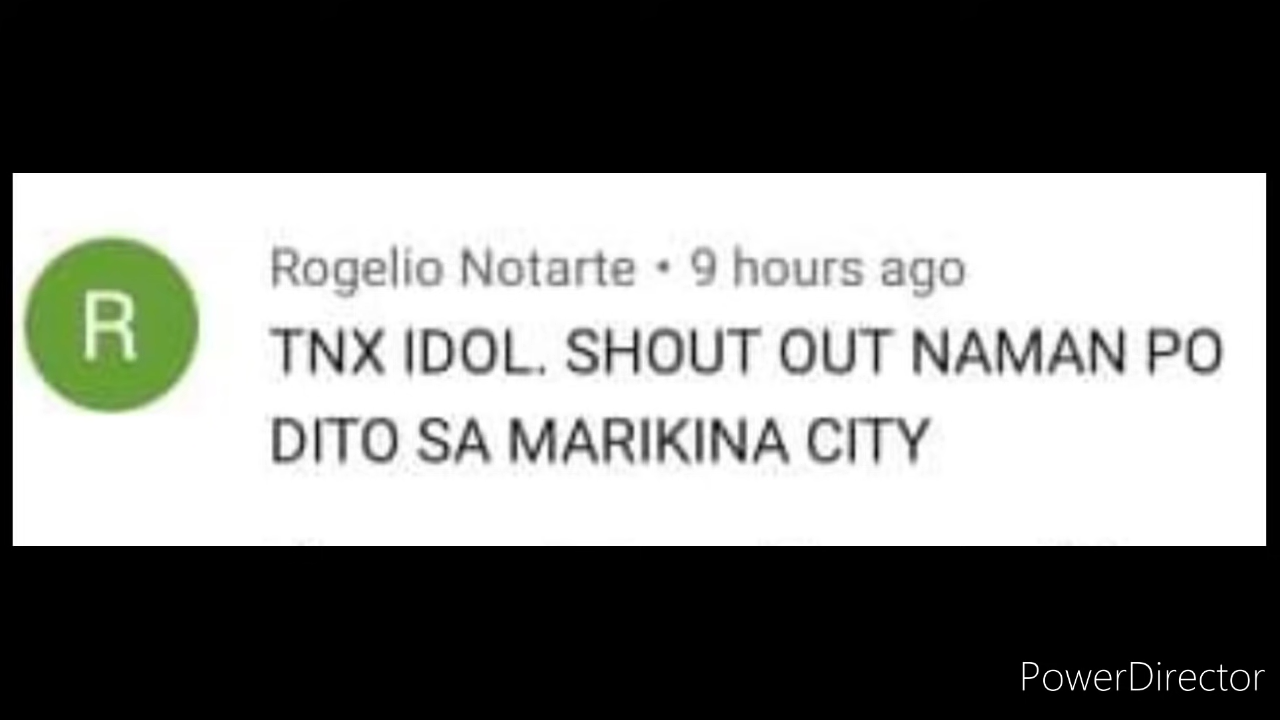 R
Rogelio Notarte • 9 hours ago
TNX IDOL. SHOUT OUT NAMAN PO
DITO SA MARIKINA CITY
PowerDirector